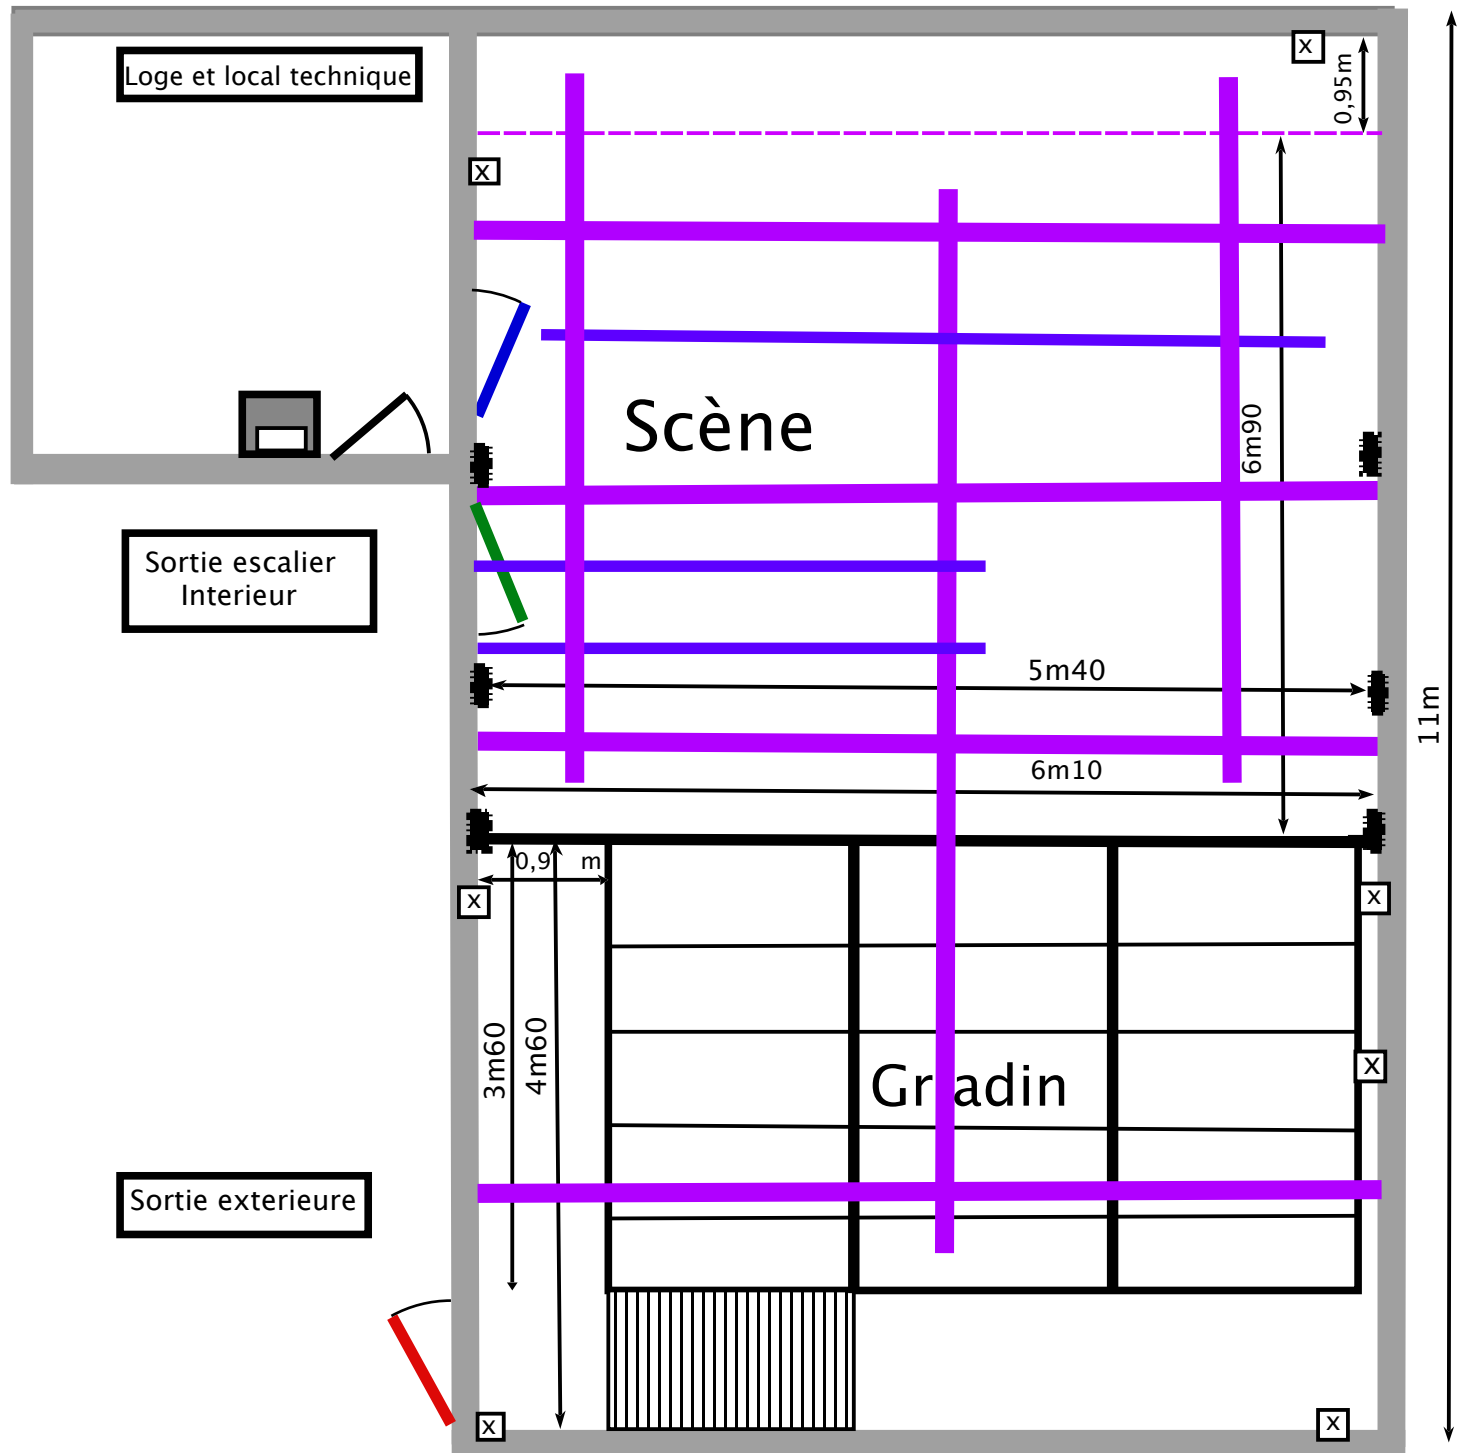 Loge et local technique
x
0,95m
x
Scène
6m90
Sortie escalier
Interieur
5m40
11m
6m10
0,9 m
x
x
3m60
4m60
Gradin
x
Sortie exterieure
x
x